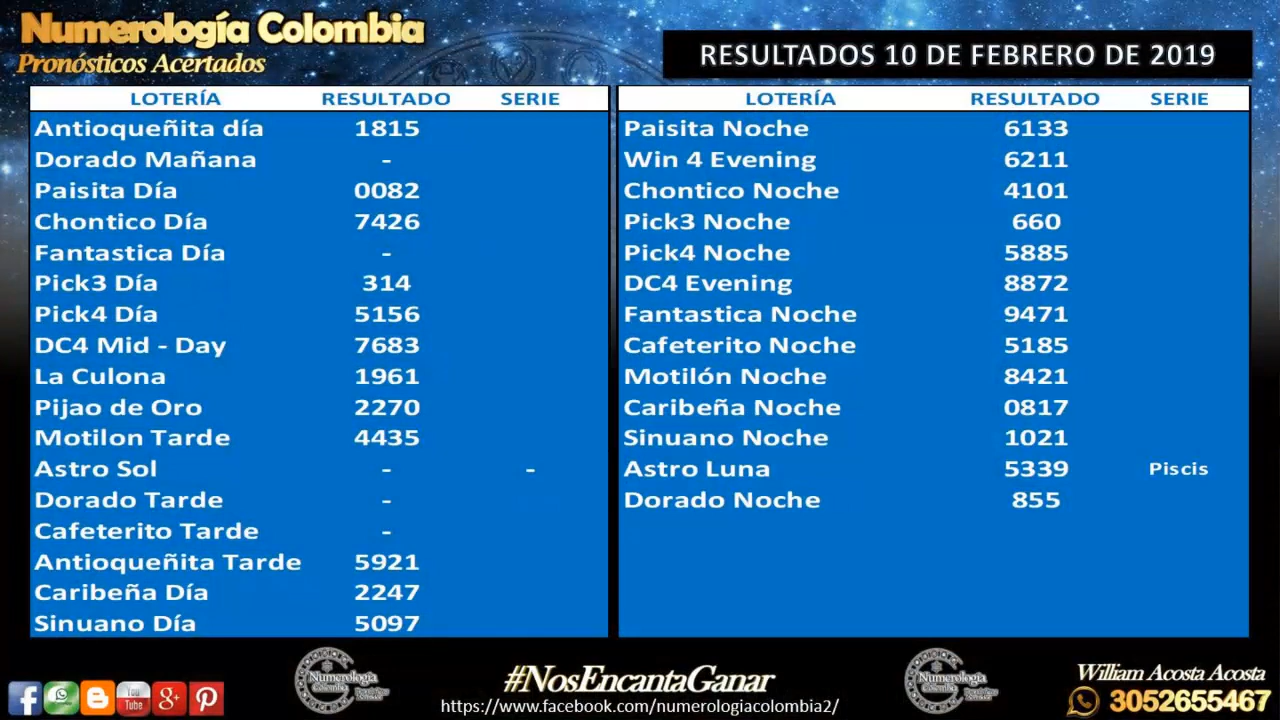 Numerología Colombia
Pronósticos Acertados
RESULTADOS 10 DE FEBRERO DE 2019
LOTERÍA RESULTADO SERIE
Antioqueñita día 1815
Dorado Mañana -
Paisita Día 0082
Chontico Día 7426
Fantastica Día -
Pick3 Día 314
Pick4 Día 5156
DC4 Mid - Day 7683
La Culona 1961
Pijao de Oro 2270
Motilon Tarde 4435
Astro Sol - -
Dorado Tarde -
Cafeterito Tarde -
Antioqueñita Tarde 5921
Caribeña Día 2247
Sinuano Día 5097
LOTERÍA RESULTADO SERIE
Paisita Noche 6133
Win 4 Evening 6211
Chontico Noche 4101
Pick3 Noche 660
Pick4 Noche 5885
DC4 Evening 8872
Fantastica Noche 9471
Cafeterito Noche 5185
Motilón Noche 8421
Caribeña Noche 0817
Sinuano Noche 1021
Astro Luna 5339 Piscis
Dorado Noche 855
You Tube
Numerología Colombia
#NosEncantaGanar
https://www.facebook.com/numerologiacolombia2/
Numerología Colombia
William Acosta Acosta
3052655467